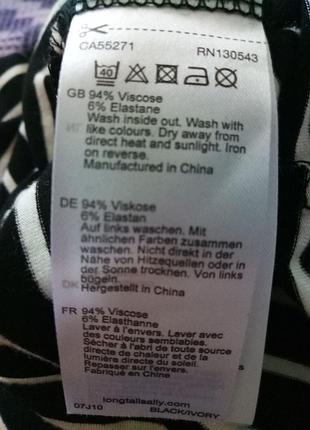 CA55271 RN130543
40
GB 94% Viscose
6% Elastane
Wash inside out. Wash with
like colours. Dry away from
direct heat and sunlight. Iron
on reverse.
Manufactured in China
DE 94% Viskose
6% Elastan
Auf links waschen. Mit
ähnlichen Farben zusammen
waschen. Nicht direkt in der
Nähe von Hitzequellen oder in
der Sonne trocknen. Von links
bügeln.
Hergestellt in China
FR 94% Viscose
6% Elasthanne
Laver à l'envers. Laver avec
des couleurs semblables.
Sécher à l'abri de toute source
directe de chaleur et de la
lumière directe du soleil.
Repasser sur l'envers.
Fabriqué en Chine
longtallsally.com
07J10 BLACK/IVORY